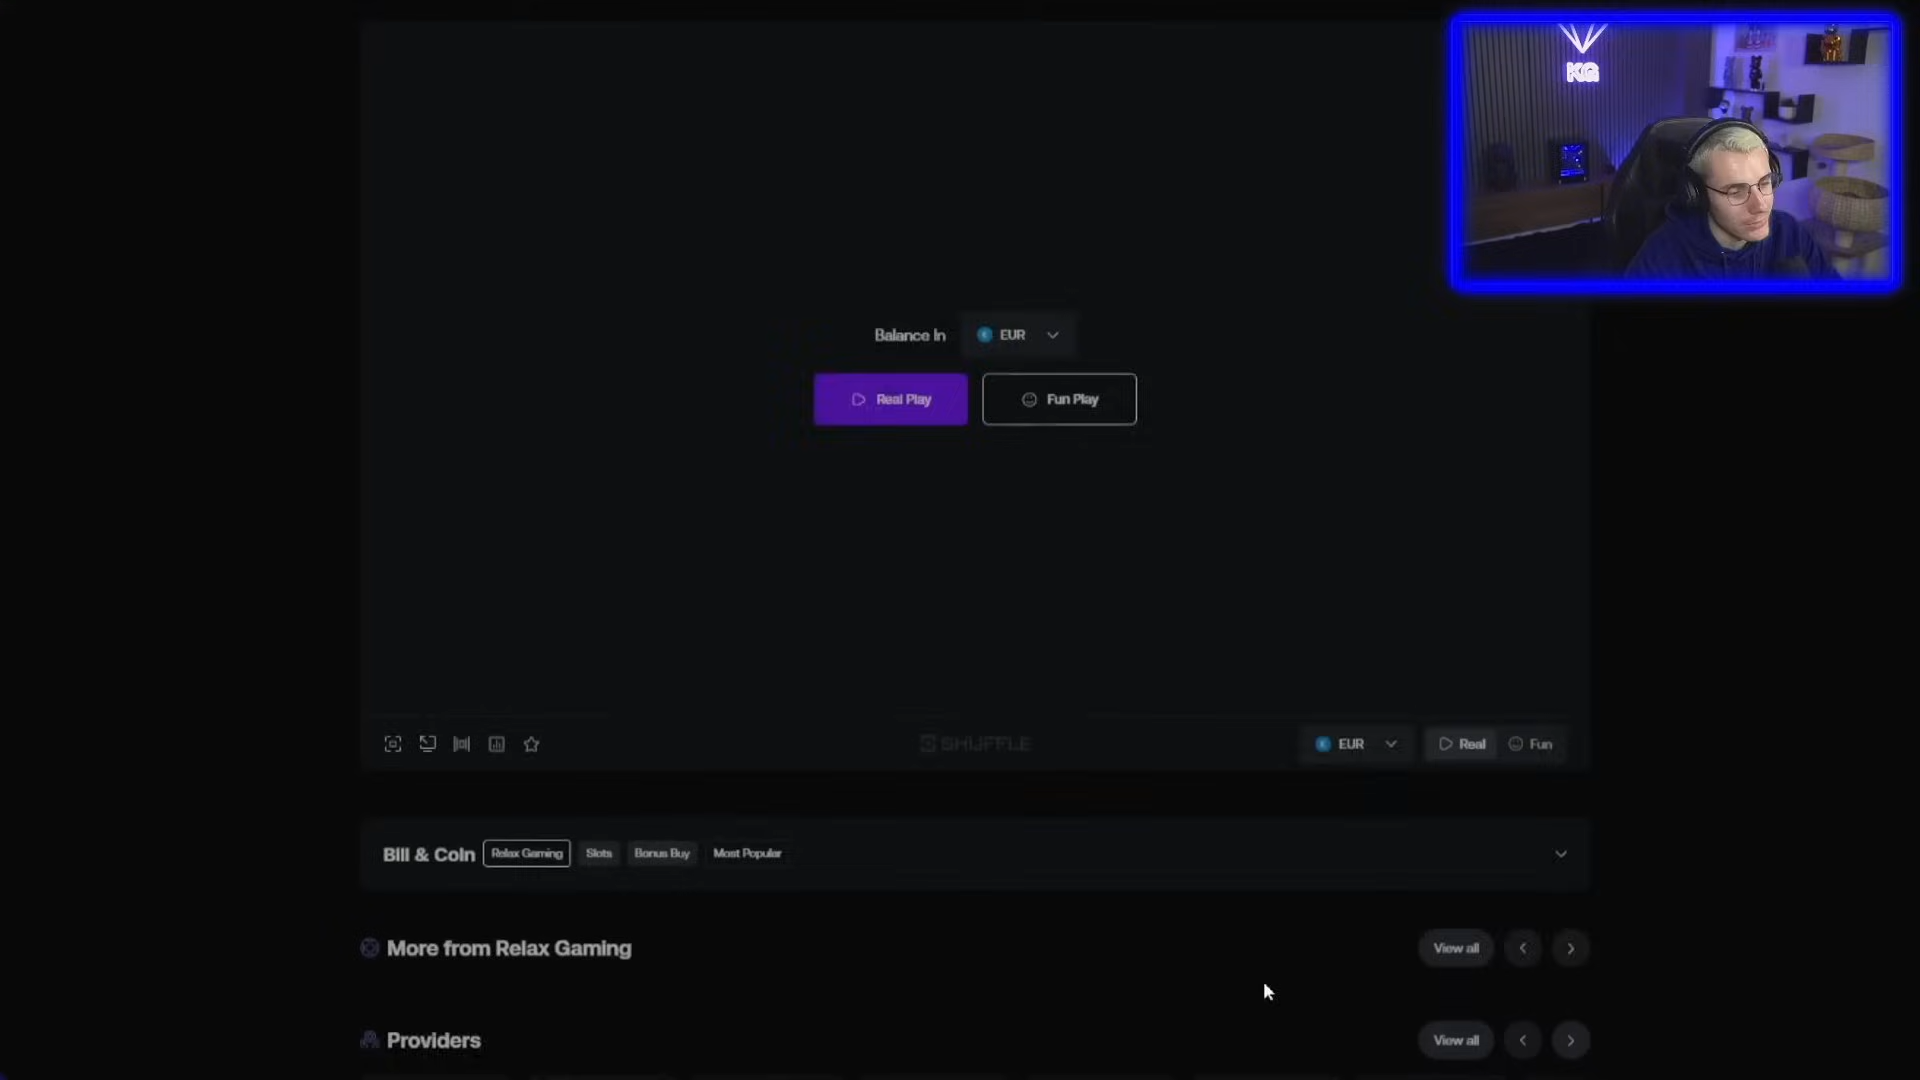 KG
Balance In EUR
Real Play Fun Play
SHUFFLE EUR Real Fun
Bill & Coin Relax Gaming Slots Bonus Buy Most Popular
More from Relax Gaming View all
Providers View all